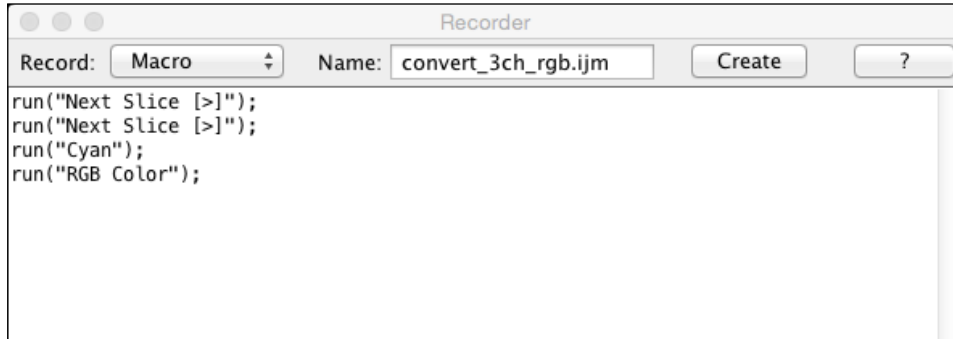 Recorder
Record: Macro Name: convert_3ch_rgb.ijm Create ?
run("Next Slice [>]");
run("Next Slice [>]");
run("Cyan");
run("RGB Color");